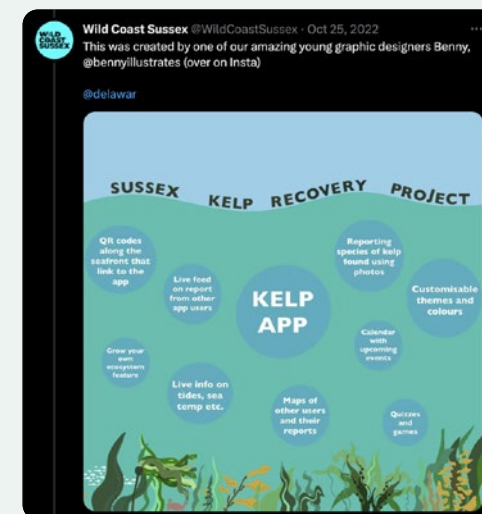 WILD
COAST
SUSSEX
Wild Coast Sussex @WildCoastSussex · Oct 25, 2022
This was created by one of our amazing young graphic designers Benny,
@bennyillustrates (over on Insta)
@delawar
SUSSEX KELP RECOVERY PROJECT
QR codes
along the
seafront that
link to the
app
Live feed
on report
from other
app users
KELP
APP
Reporting
species of kelp
found using
photos
Customisable
themes and
colours
Grow your
own
ecosystem
feature
Calendar
with
upcoming
events
Live info on
tides, sea
temp etc.
Maps of
other users
and their
reports
Quizzes
and
games